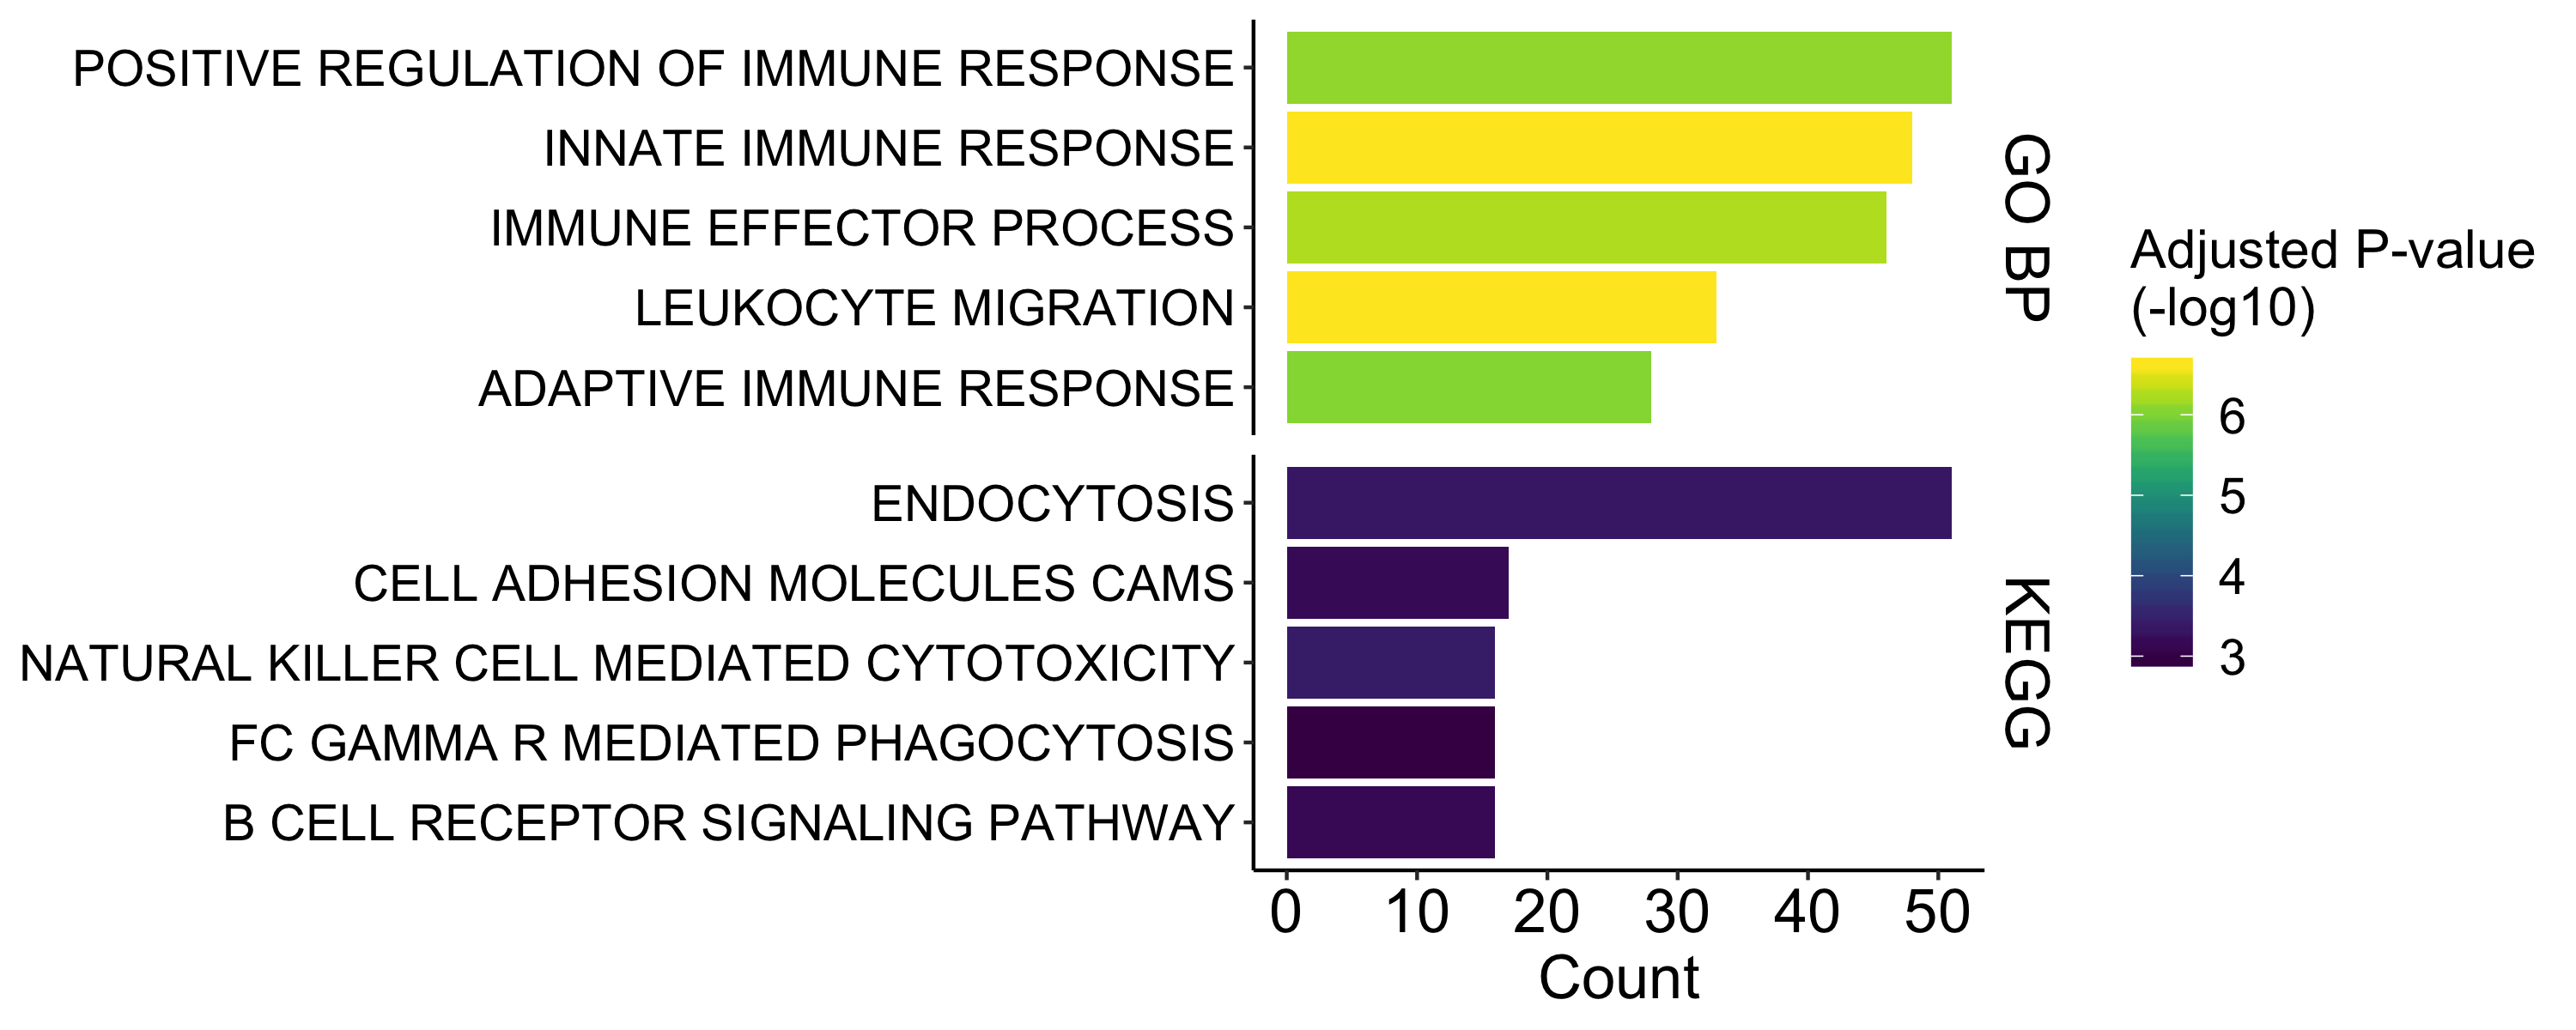 POSITIVE REGULATION OF IMMUNE RESPONSE
INNATE IMMUNE RESPONSE
IMMUNE EFFECTOR PROCESS
LEUKOCYTE MIGRATION
ADAPTIVE IMMUNE RESPONSE
GO BP
ENDOCYTOSIS
CELL ADHESION MOLECULES CAMS
NATURAL KILLER CELL MEDIATED CYTOTOXICITY
FC GAMMA R MEDIATED PHAGOCYTOSIS
B CELL RECEPTOR SIGNALING PATHWAY
KEGG
0 10 20 30 40 50
Count
Adjusted P-value
(-log10)
6
5
4
3